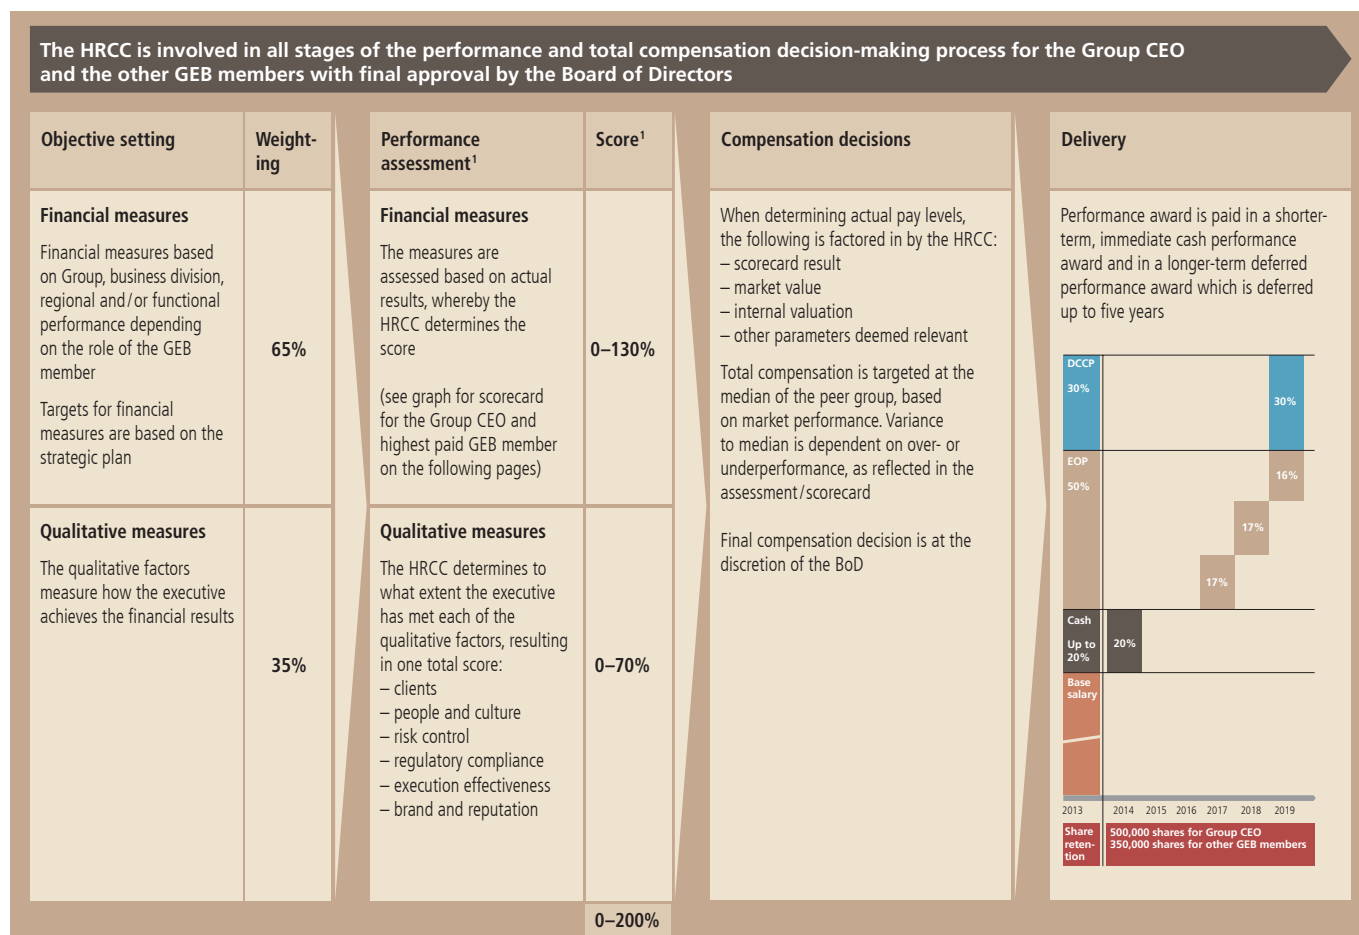 The HRCC is involved in all stages of the performance and total compensation decision-making process for the Group CEO
and the other GEB members with final approval by the Board of Directors
Objective setting
Weight-
ing
Financial measures
Financial measures based
on Group, business division,
regional and/or functional
performance depending
on the role of the GEB
member
Targets for financial
measures are based on the
strategic plan
65%
Qualitative measures
The qualitative factors
measure how the executive
achieves the financial results
35%
Performance
assessment¹
Score¹
Financial measures
The measures are
assessed based on actual
results, whereby the
HRCC determines the
score
(see graph for scorecard
for the Group CEO and
highest paid GEB member
on the following pages)
0–130%
Qualitative measures
The HRCC determines to
what extent the executive
has met each of the
qualitative factors, resulting
in one total score:
– clients
– people and culture
– risk control
– regulatory compliance
– execution effectiveness
– brand and reputation
0–70%
0–200%
Compensation decisions
When determining actual pay levels,
the following is factored in by the HRCC:
– scorecard result
– market value
– internal valuation
– other parameters deemed relevant
Total compensation is targeted at the
median of the peer group, based
on market performance. Variance
to median is dependent on over- or
underperformance, as reflected in the
assessment/scorecard
Final compensation decision is at the
discretion of the BoD
Delivery
Performance award is paid in a shorter-
term, immediate cash performance
award and in a longer-term deferred
performance award which is deferred
up to five years
DCCP
30%
30%
EOP
50%
16%
17%
17%
Cash
Up to
20%
20%
Base
salary
2013 2014 2015 2016 2017 2018 2019
Share
reten-
tion
500,000 shares for Group CEO
350,000 shares for other GEB members